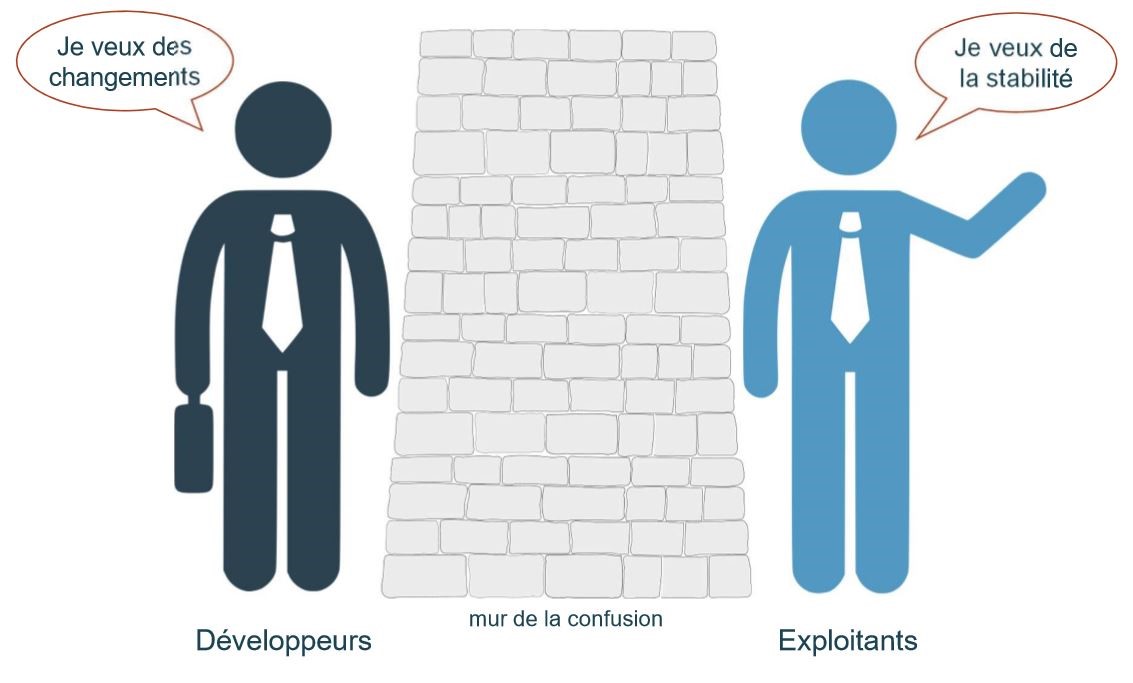 Je veux des
changements
Je veux de
la stabilité
mur de la confusion
Développeurs
Exploitants